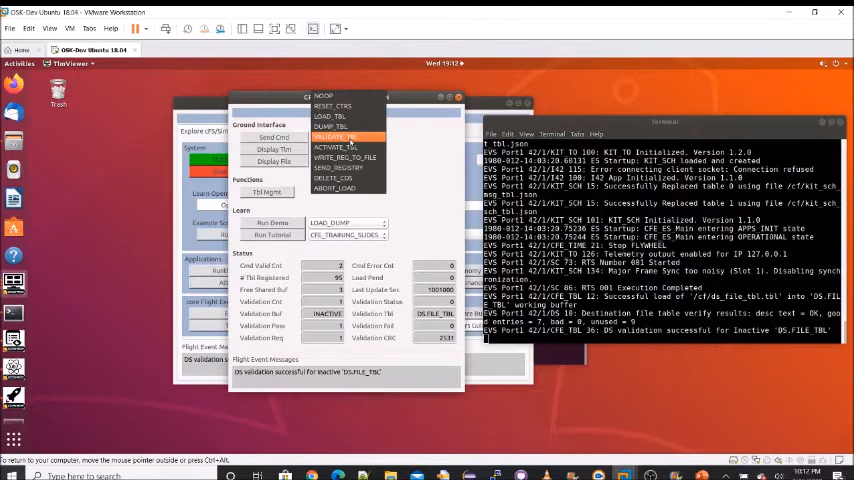 OSK-Dev Ubuntu 18.04 - VMware Workstation
File Edit View VM Tabs Help
Home
OSK-Dev Ubuntu 18.04
Activities
TlmViewer
Wed 19:12
Trash
Explore cFS/Sim
System
Learn Open
Example Sc
Applications
Runti
core Flight Exec
Flight Event Mes
Ground Interface
Send Cmd
Display Tlm
Display File
Functions
Tbl Mgmt
NOOP
RESET_CTRS
LOAD_TBL
DUMP_TBL
VALIDATE_TBL
ACTIVATE_TBL
WRITE_REG_TO_FILE
SEND_REGISTRY
DELETE_CDS
ABORT_LOAD
Learn
Run Demo LOAD_DUMP
Run Tutorial CFE_TRAINING_SLIDES
Status
Cmd Valid Cnt 2 Cmd Error Cnt 0
# Tbl Registered 95 Load Pend 0
Free Shared Buf 3 Last Update Sec 1001000
Validation Cnt 1 Validation Status 0
Validation Buf INACTIVE Validation Tbl DS.FILE_TBL
Validation Pass 1 Validation Fail 0
Validation Req 1 Validation CRC 2531
Flight Event Messages
DS validation successful for Inactive 'DS.FILE_TBL'
Terminal
File Edit View Terminal Tabs Help
t_tbl.json
EVS Port1 42/1/KIT_TO 100: KIT_TO Initialized. Version 1.2.0
1980-012-14:03:20.60131 ES Startup: KIT_SCH loaded and created
EVS Port1 42/1/I42 115: Error connecting client socket: Connection refused
EVS Port1 42/1/I42 100: I42 App Initialized. Version 1.1.0
EVS Port1 42/1/KIT_SCH 15: Successfully Replaced table 0 using file /cf/kit_sch_
msg_tbl.json
EVS Port1 42/1/KIT_SCH 15: Successfully Replaced table 1 using file /cf/kit_sch_
sch_tbl.json
EVS Port1 42/1/KIT_SCH 101: KIT_SCH Initialized. Version 1.1.0
1980-012-14:03:20.75236 ES Startup: CFE_ES_Main entering APPS_INIT state
1980-012-14:03:20.75244 ES Startup: CFE_ES_Main entering OPERATIONAL state
EVS Port1 42/1/CFE_TIME 21: Stop FLYWHEEL
EVS Port1 42/1/KIT_TO 126: Telemetry output enabled for IP 127.0.0.1
EVS Port1 42/1/SC 73: RTS Number 001 Started
EVS Port1 42/1/KIT_SCH 134: Major Frame Sync too noisy (Slot 1). Disabling synch
ronization.
EVS Port1 42/1/SC 86: RTS 001 Execution Completed
EVS Port1 42/1/CFE_TBL 12: Successful load of '/cf/ds_file_tbl.tbl' into 'DS.FIL
E_TBL' working buffer
EVS Port1 42/1/DS 10: Destination file table verify results: desc text = OK, goo
d entries = 7, bad = 0, unused = 9
EVS Port1 42/1/CFE_TBL 36: DS validation successful for Inactive 'DS.FILE_TBL'
To return to your computer, move the mouse pointer outside or press Ctrl+Alt.
Type here to search
10:12 PM